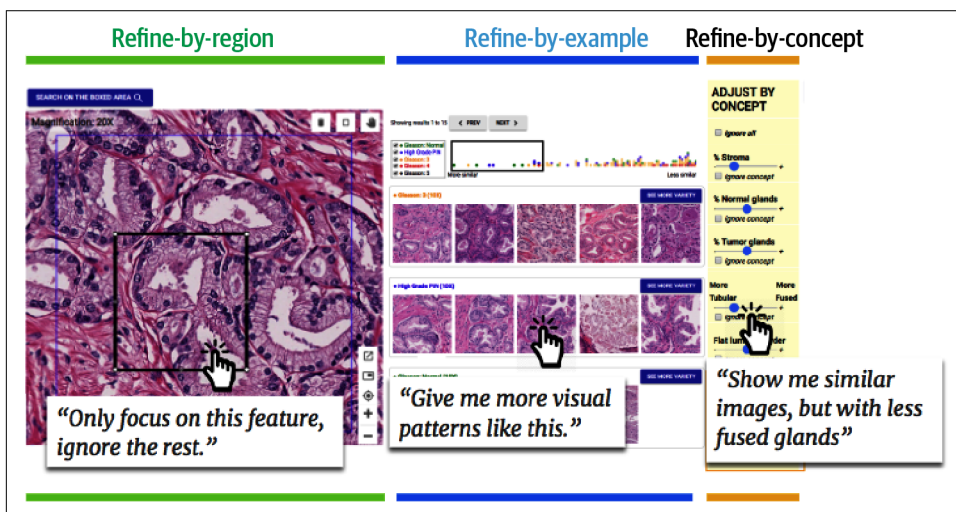 Refine-by-region
Refine-by-example
Refine-by-concept
SEARCH ON THE BOXED AREA
Magnification: 20X
Showing results 1 to 15
< PREV
NEXT >
Gleason: Normal
High Grade PIN
Gleason: 3
Gleason: 4
Gleason: 5
More similar
Less similar
Gleason: 3 (10X)
SEE MORE VARIETY
High Grade PIN (10X)
SEE MORE VARIETY
SEE MORE VARIETY
ADJUST BY
CONCEPT
Ignore all
% Stroma
- +
Ignore concept
% Normal glands
- +
Ignore concept
% Tumor glands
- +
Ignore concept
More More
Tubular Fused
Flat
“Only focus on this feature,
ignore the rest.”
“Give me more visual
patterns like this.”
“Show me similar
images, but with less
fused glands”